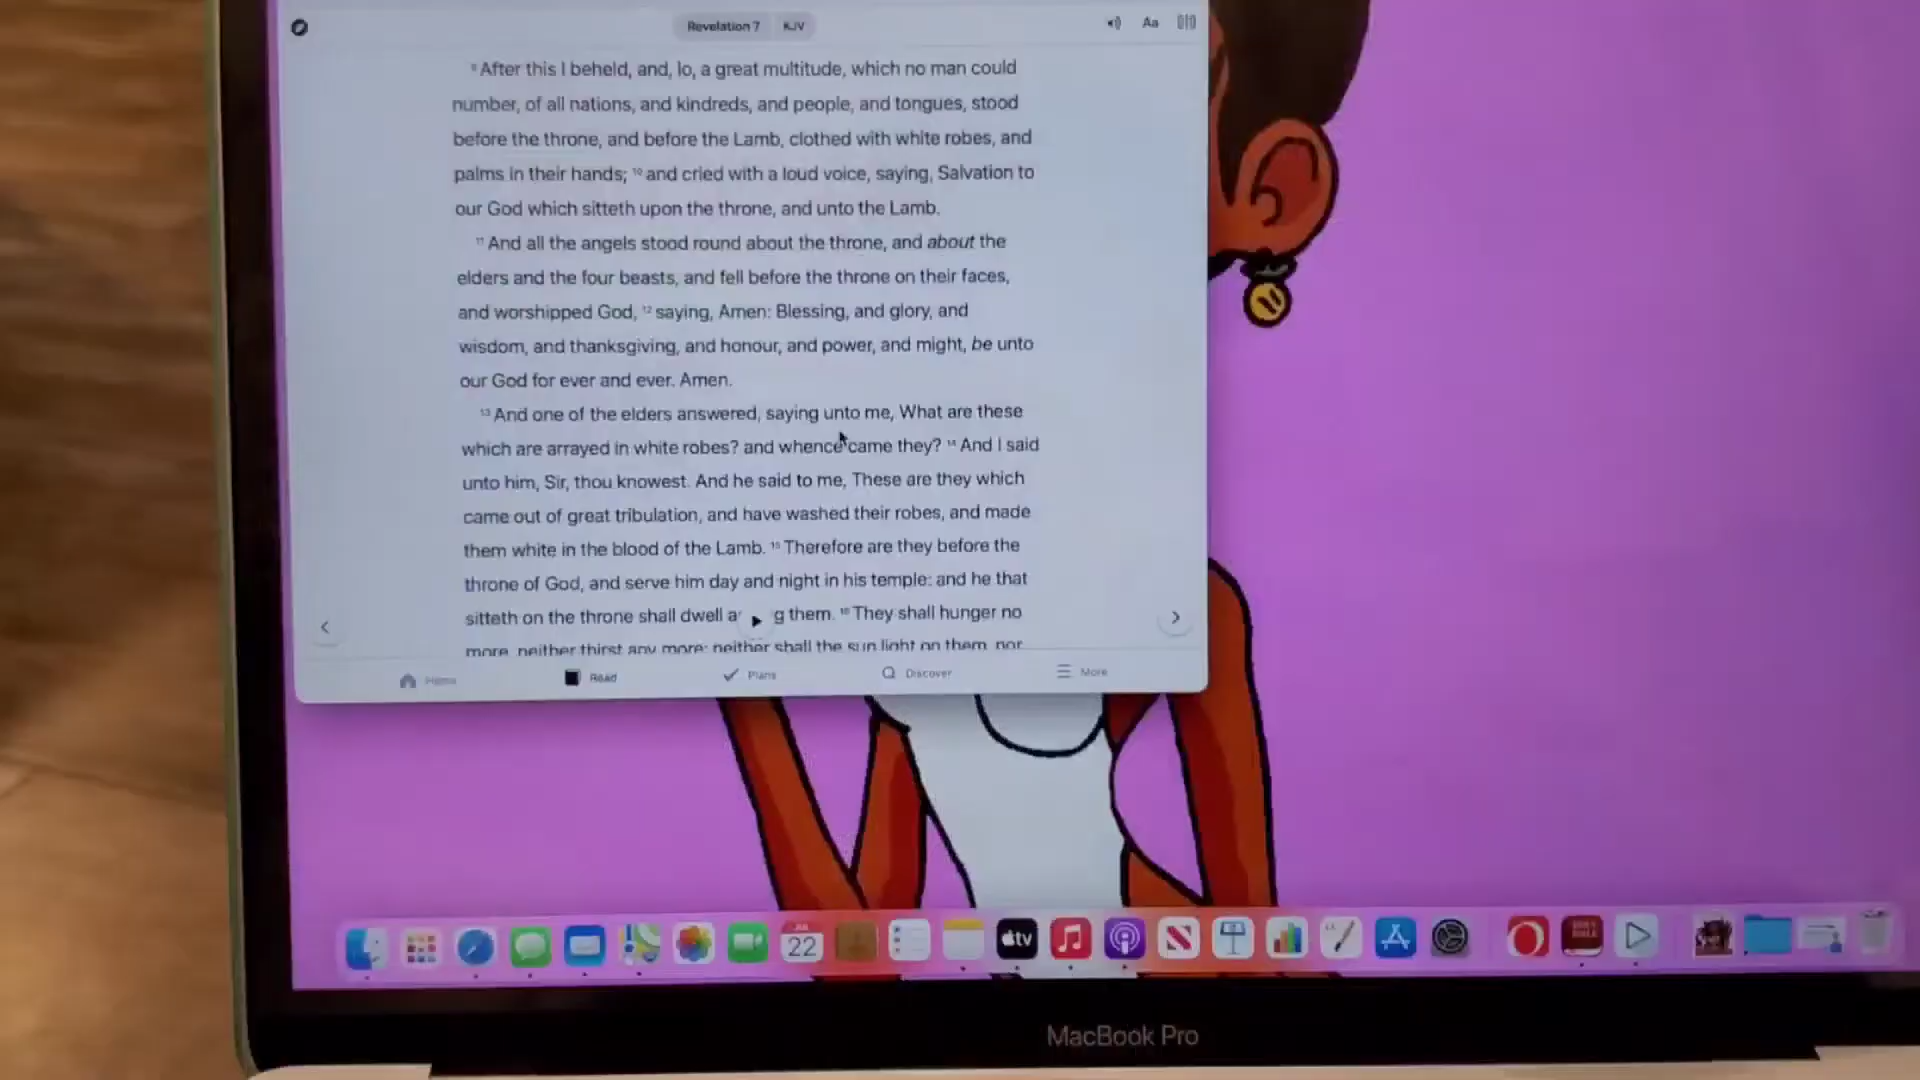 Revelation 7 KJV Aa
9 After this I beheld, and, lo, a great multitude, which no man could
number, of all nations, and kindreds, and people, and tongues, stood
before the throne, and before the Lamb, clothed with white robes, and
palms in their hands; 10 and cried with a loud voice, saying, Salvation to
our God which sitteth upon the throne, and unto the Lamb.
11 And all the angels stood round about the throne, and about the
elders and the four beasts, and fell before the throne on their faces,
and worshipped God, 12 saying, Amen: Blessing, and glory, and
wisdom, and thanksgiving, and honour, and power, and might, be unto
our God for ever and ever. Amen.
13 And one of the elders answered, saying unto me, What are these
which are arrayed in white robes? and whence came they? 14 And I said
unto him, Sir, thou knowest. And he said to me, These are they which
came out of great tribulation, and have washed their robes, and made
them white in the blood of the Lamb. 15 Therefore are they before the
throne of God, and serve him day and night in his temple: and he that
sitteth on the throne shall dwell a g them. 16 They shall hunger no
more, neither thirst any more; neither shall the sun light on them, nor
Home Read Plans Discover More
JUL
22
tv
HOLY BIBLE
MacBook Pro